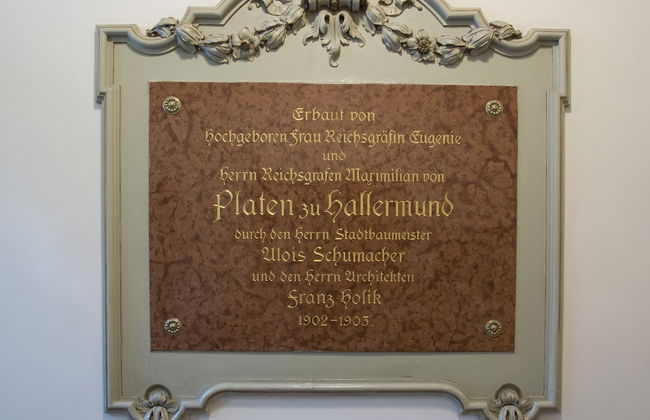 Erbaut von
Hochgeboren Frau Reichsgräfin Eugenie
und
Herrn Reichsgrafen Maximilian von
Platen zu Hallermund
durch den Herrn Stadtbaumeister
Alois Schumacher
und den Herrn Architekten
Franz Holik
1902-1903.